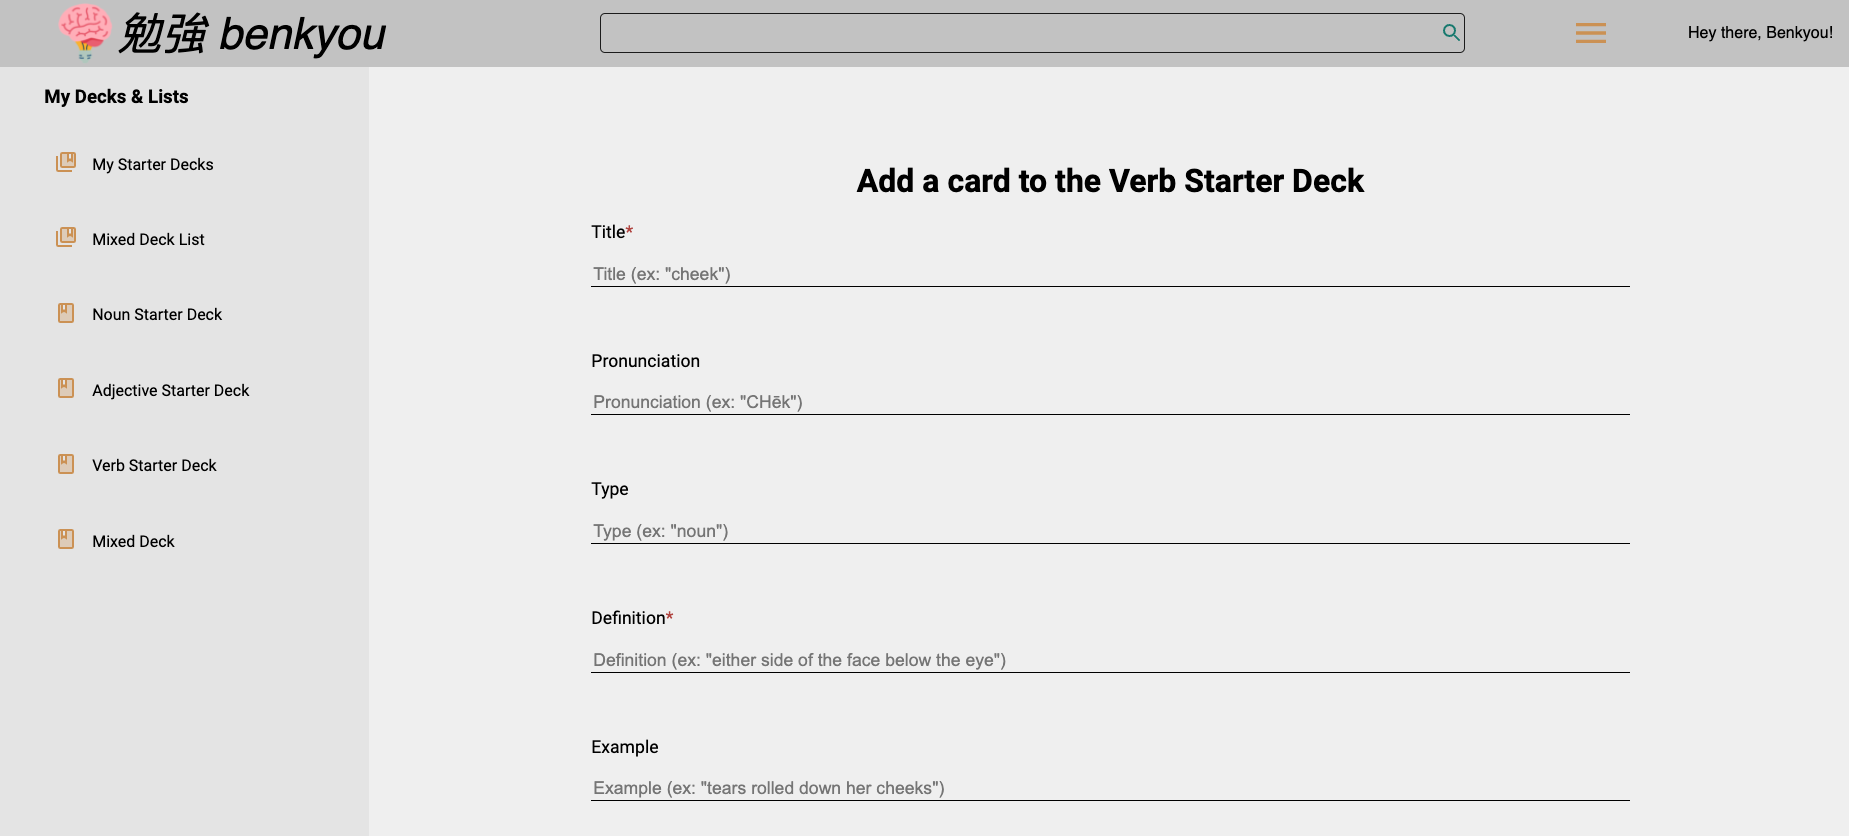 勉強 benkyou
Hey there, Benkyou!
My Decks & Lists
My Starter Decks
Mixed Deck List
Noun Starter Deck
Adjective Starter Deck
Verb Starter Deck
Mixed Deck
Add a card to the Verb Starter Deck
Title*
Title (ex: "cheek")
Pronunciation
Pronunciation (ex: "CHēk")
Type
Type (ex: "noun")
Definition*
Definition (ex: "either side of the face below the eye")
Example
Example (ex: "tears rolled down her cheeks")